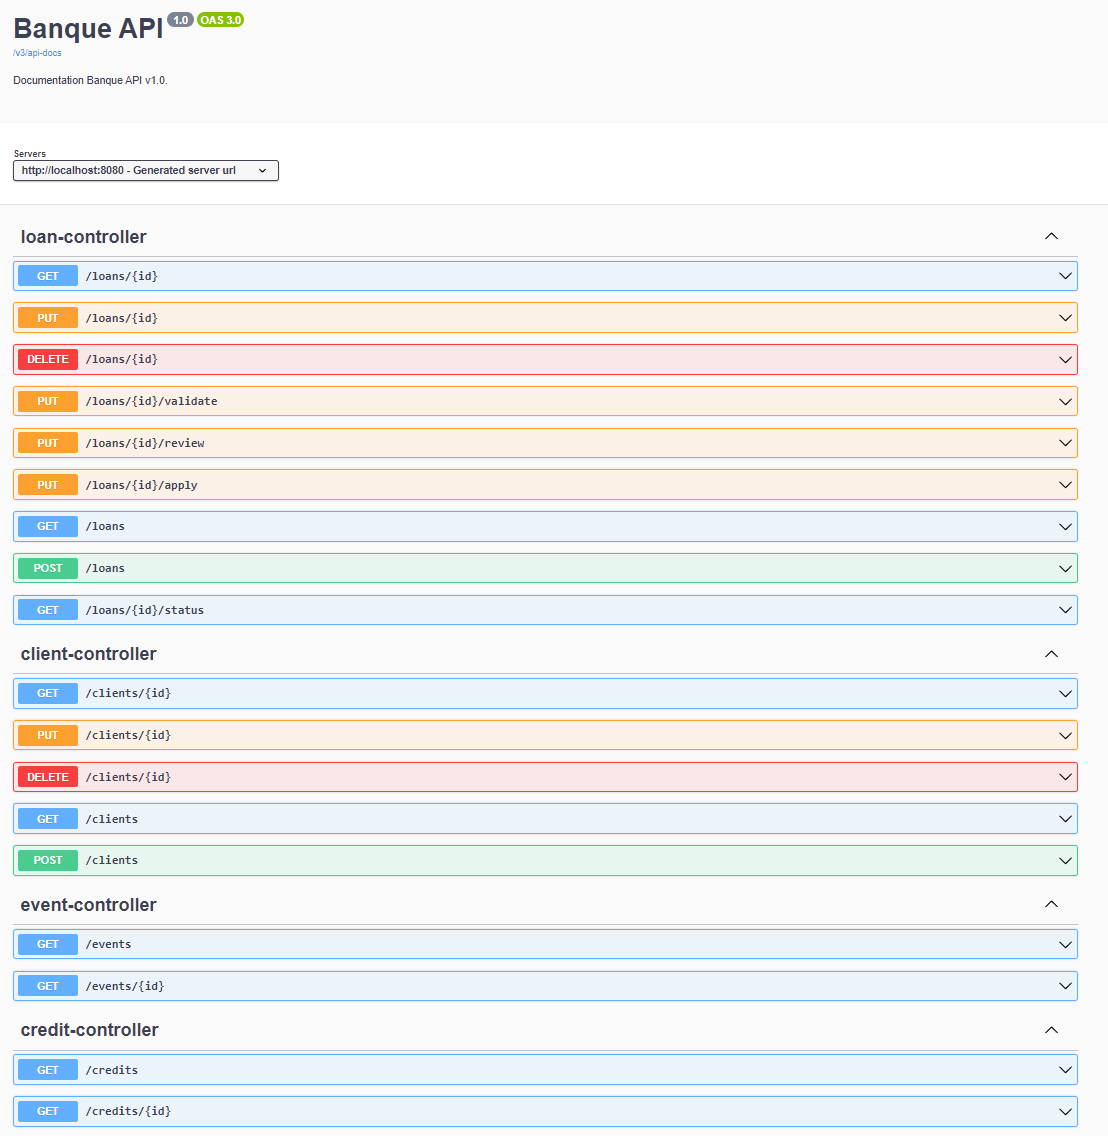 Banque API 1.0 OAS 3.0
/v3/api-docs
Documentation Banque API v1.0.
Servers
http://localhost:8080 - Generated server url
loan-controller
GET /loans/{id}
PUT /loans/{id}
DELETE /loans/{id}
PUT /loans/{id}/validate
PUT /loans/{id}/review
PUT /loans/{id}/apply
GET /loans
POST /loans
GET /loans/{id}/status
client-controller
GET /clients/{id}
PUT /clients/{id}
DELETE /clients/{id}
GET /clients
POST /clients
event-controller
GET /events
GET /events/{id}
credit-controller
GET /credits
GET /credits/{id}